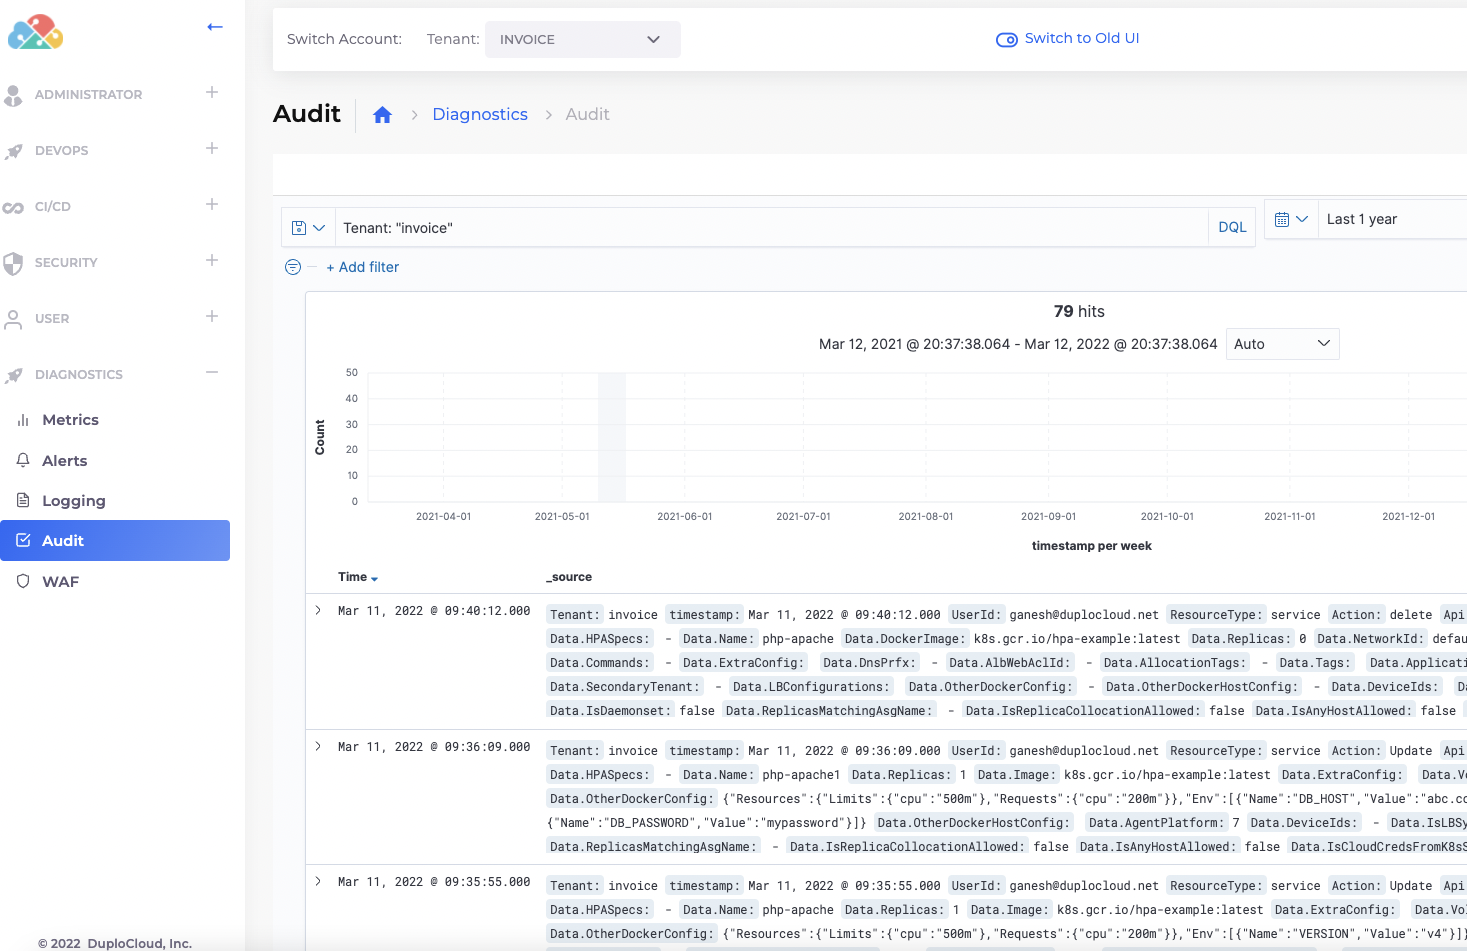 Switch Account: Tenant: INVOICE Switch to Old UI
Audit Diagnostics Audit
ADMINISTRATOR
DEVOPS
CI/CD
SECURITY
USER
DIAGNOSTICS
Metrics
Alerts
Logging
Audit
WAF
© 2022 DuploCloud, Inc.
Tenant: "invoice" DQL Last 1 year
+ Add filter
79 hits
Mar 12, 2021 @ 20:37:38.064 - Mar 12, 2022 @ 20:37:38.064 Auto
Count
50
40
30
20
10
0
2021-04-01 2021-05-01 2021-06-01 2021-07-01 2021-08-01 2021-09-01 2021-10-01 2021-11-01 2021-12-01
timestamp per week
Time _source
Mar 11, 2022 @ 09:40:12.000 Tenant: invoice timestamp: Mar 11, 2022 @ 09:40:12.000 UserId: ganesh@duplocloud.net ResourceType: service Action: delete Api
Data.HPASpecs: - Data.Name: php-apache Data.DockerImage: k8s.gcr.io/hpa-example:latest Data.Replicas: 0 Data.NetworkId: defau
Data.Commands: - Data.ExtraConfig: Data.DnsPrfx: - Data.AlbWebAclId: - Data.AllocationTags: - Data.Tags: Data.Applicati
Data.SecondaryTenant: - Data.LBConfigurations: Data.OtherDockerConfig: - Data.OtherDockerHostConfig: - Data.DeviceIds: Da
Data.IsDaemonset: false Data.ReplicasMatchingAsgName: - Data.IsReplicaCollocationAllowed: false Data.IsAnyHostAllowed: false
Mar 11, 2022 @ 09:36:09.000 Tenant: invoice timestamp: Mar 11, 2022 @ 09:36:09.000 UserId: ganesh@duplocloud.net ResourceType: service Action: Update Api
Data.HPASpecs: - Data.Name: php-apache1 Data.Replicas: 1 Data.Image: k8s.gcr.io/hpa-example:latest Data.ExtraConfig: Data.Vo
Data.OtherDockerConfig: {"Resources":{"Limits":{"cpu":"500m"},"Requests":{"cpu":"200m"}},"Env":[{"Name":"DB_HOST","Value":"abc.co
{"Name":"DB_PASSWORD","Value":"mypassword"}]} Data.OtherDockerHostConfig: Data.AgentPlatform: 7 Data.DeviceIds: - Data.IsLBSy
Data.ReplicasMatchingAsgName: - Data.IsReplicaCollocationAllowed: false Data.IsAnyHostAllowed: false Data.IsCloudCredsFromK8sS
Mar 11, 2022 @ 09:35:55.000 Tenant: invoice timestamp: Mar 11, 2022 @ 09:35:55.000 UserId: ganesh@duplocloud.net ResourceType: service Action: Update Api
Data.HPASpecs: - Data.Name: php-apache Data.Replicas: 1 Data.Image: k8s.gcr.io/hpa-example:latest Data.ExtraConfig: Data.Vol
Data.OtherDockerConfig: {"Resources":{"Limits":{"cpu":"500m"},"Requests":{"cpu":"200m"}},"Env":[{"Name":"VERSION","Value":"v4"}]}